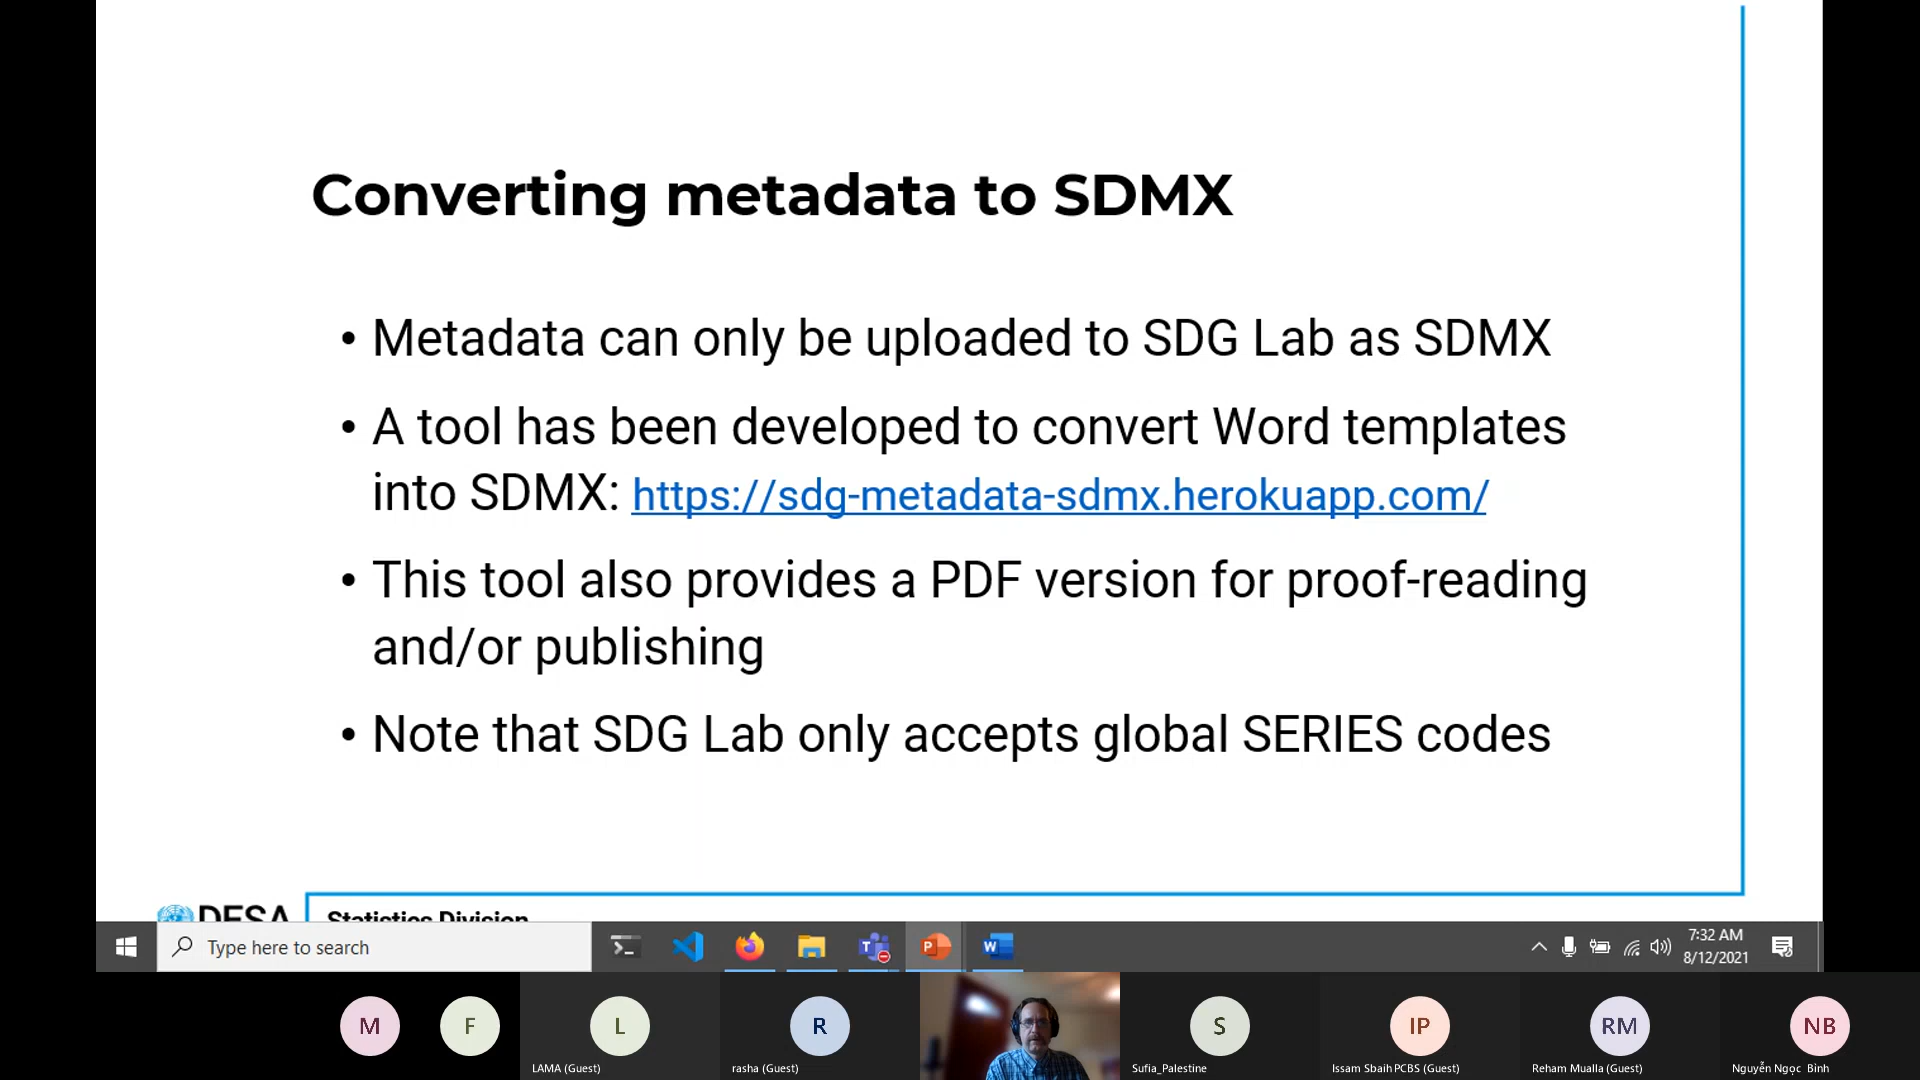 Converting metadata to SDMX
• Metadata can only be uploaded to SDG Lab as SDMX
• A tool has been developed to convert Word templates
into SDMX: https://sdg-metadata-sdmx.herokuapp.com/
• This tool also provides a PDF version for proof-reading
and/or publishing
• Note that SDG Lab only accepts global SERIES codes
DESA
Statistics Division
Type here to search
7:32 AM
8/12/2021
M
F
L
R
S
IP
RM
NB
LAMA (Guest)
rasha (Guest)
Sufia_Palestine
Issam Sbaih PCBS (Guest)
Reham Mualla (Guest)
Nguyễn Ngọc Bình